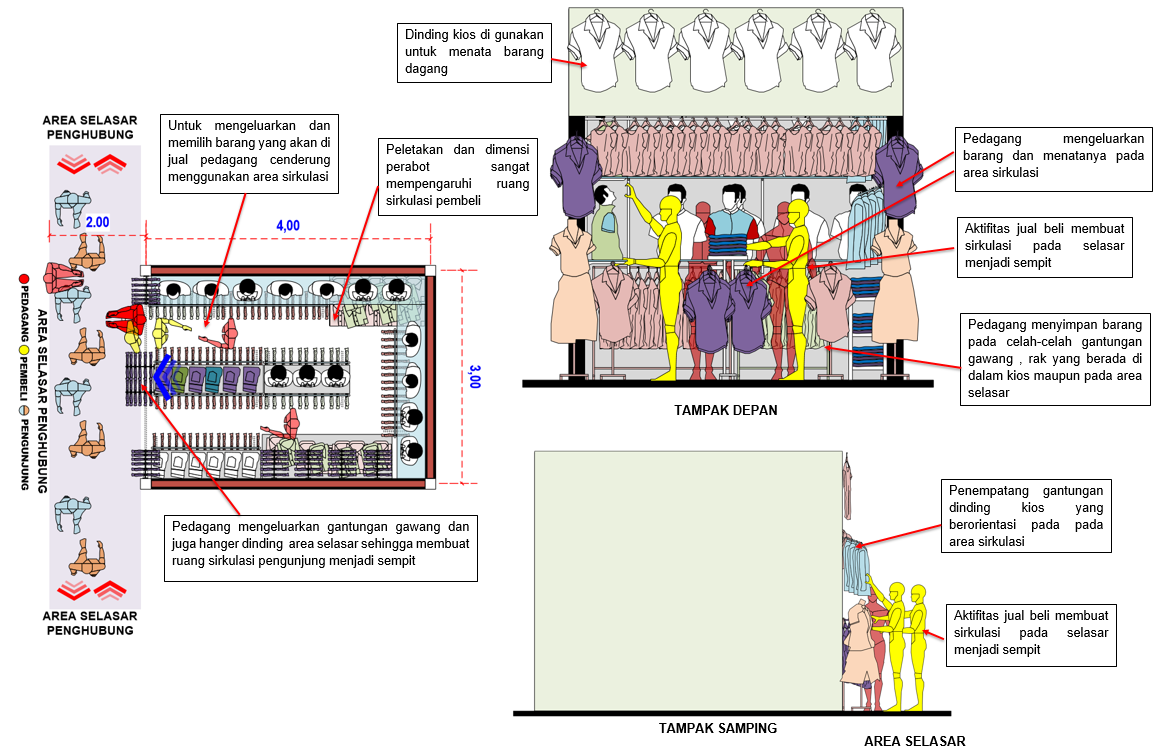 Dinding kios di gunakan
untuk menata barang
dagang
AREA SELASAR
PENGHUBUNG
Untuk mengeluarkan dan
memilih barang yang akan di
jual pedagang cenderung
menggunakan area sirkulasi
Peletakan dan dimensi
perabot sangat
mempengaruhi ruang
sirkulasi pembeli
2.00
4,00
3,00
PEDAGANG PEMBELI PENGUNJUNG
AREA SELASAR PENGHUBUNG
Pedagang mengeluarkan gantungan gawang dan
juga hanger dinding area selasar sehingga membuat
ruang sirkulasi pengunjung menjadi sempit
AREA SELASAR
PENGHUBUNG
Pedagang mengeluarkan
barang dan menatanya pada
area sirkulasi
Aktifitas jual beli membuat
sirkulasi pada selasar
menjadi sempit
Pedagang menyimpan barang
pada celah-celah gantungan
gawang , rak yang berada di
dalam kios maupun pada area
selasar
TAMPAK DEPAN
Penempatang gantungan
dinding kios yang
berorientasi pada pada
area sirkulasi
Aktifitas jual beli membuat
sirkulasi pada selasar
menjadi sempit
TAMPAK SAMPING
AREA SELASAR